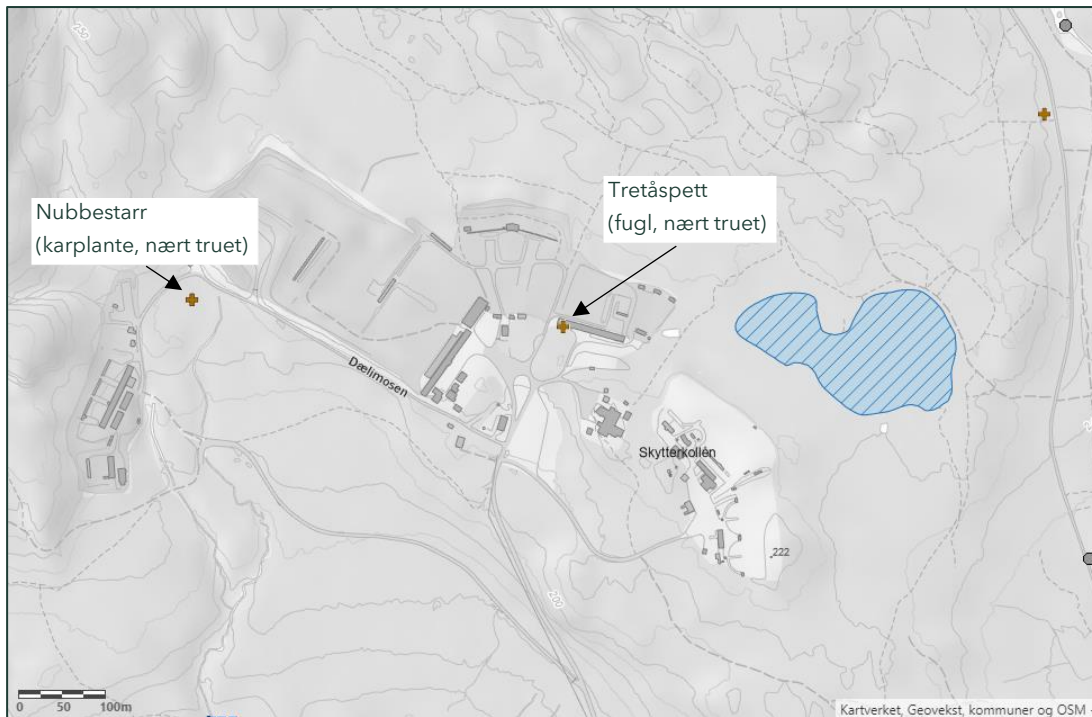 250
Nubbestarr
(karplante, nært truet)
Tretåspett
(fugl, nært truet)
Dælimosen
Skytterkollen
222
200
0 50 100m
Kartverket, Geovekst, kommuner og OSM